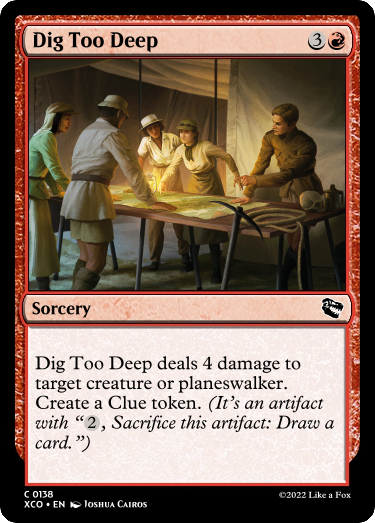 Dig Too Deep 3
Sorcery
Dig Too Deep deals 4 damage to
target creature or planeswalker.
Create a Clue token. (It's an artifact
with “2, Sacrifice this artifact: Draw a
card.”)
C 0138
XCO • EN Joshua Cairos
©2022 Like a Fox